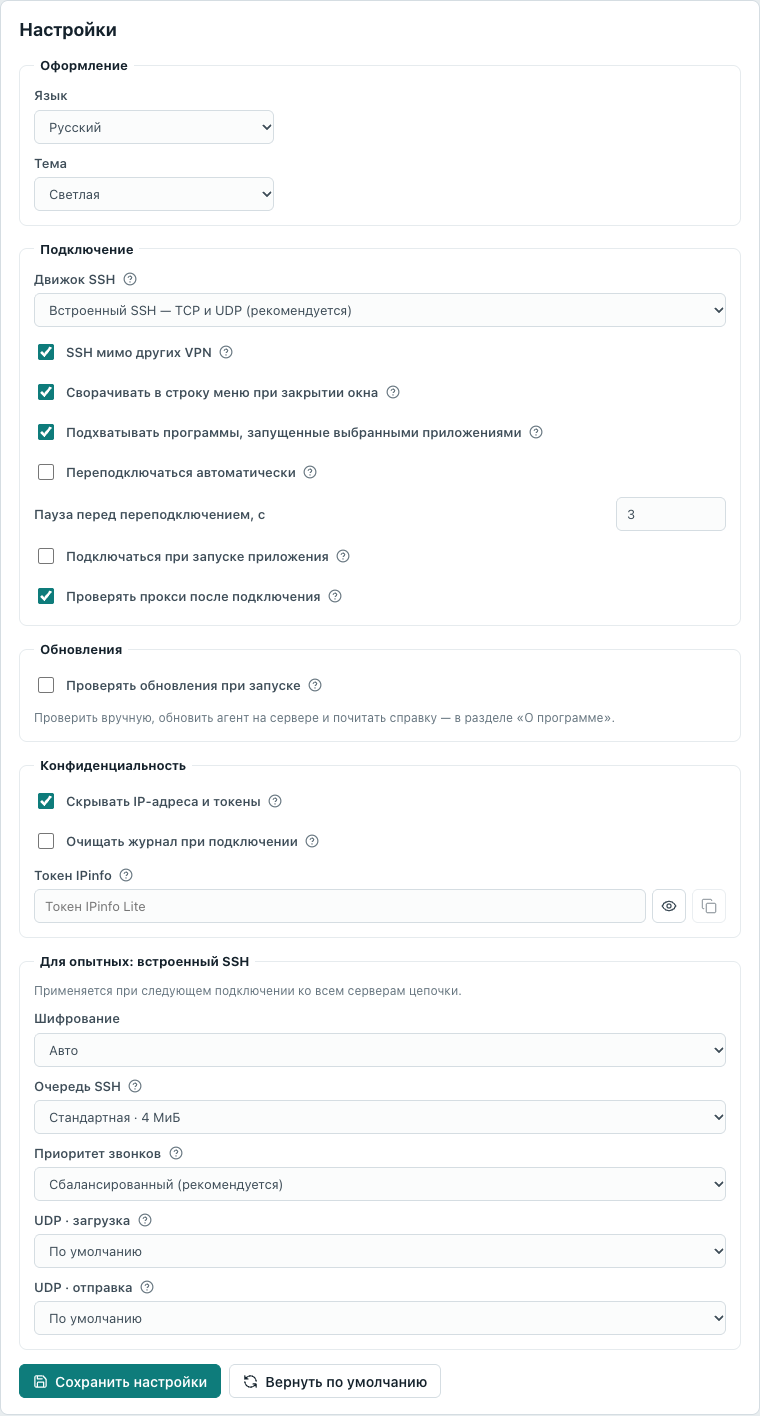 Настройки
Оформление
Язык
Русский
Тема
Светлая
Подключение
Движок SSH
Встроенный SSH — TCP и UDP (рекомендуется)
SSH мимо других VPN
Сворачивать в строку меню при закрытии окна
Подхватывать программы, запущенные выбранными приложениями
Переподключаться автоматически
Пауза перед переподключением, с
3
Подключаться при запуске приложения
Проверять прокси после подключения
Обновления
Проверять обновления при запуске
Проверить вручную, обновить агент на сервере и почитать справку — в разделе «О программе».
Конфиденциальность
Скрывать IP-адреса и токены
Очищать журнал при подключении
Токен IPinfo
Токен IPinfo Lite
Для опытных: встроенный SSH
Применяется при следующем подключении ко всем серверам цепочки.
Шифрование
Авто
Очередь SSH
Стандартная · 4 МиБ
Приоритет звонков
Сбалансированный (рекомендуется)
UDP · загрузка
По умолчанию
UDP · отправка
По умолчанию
Сохранить настройки
Вернуть по умолчанию